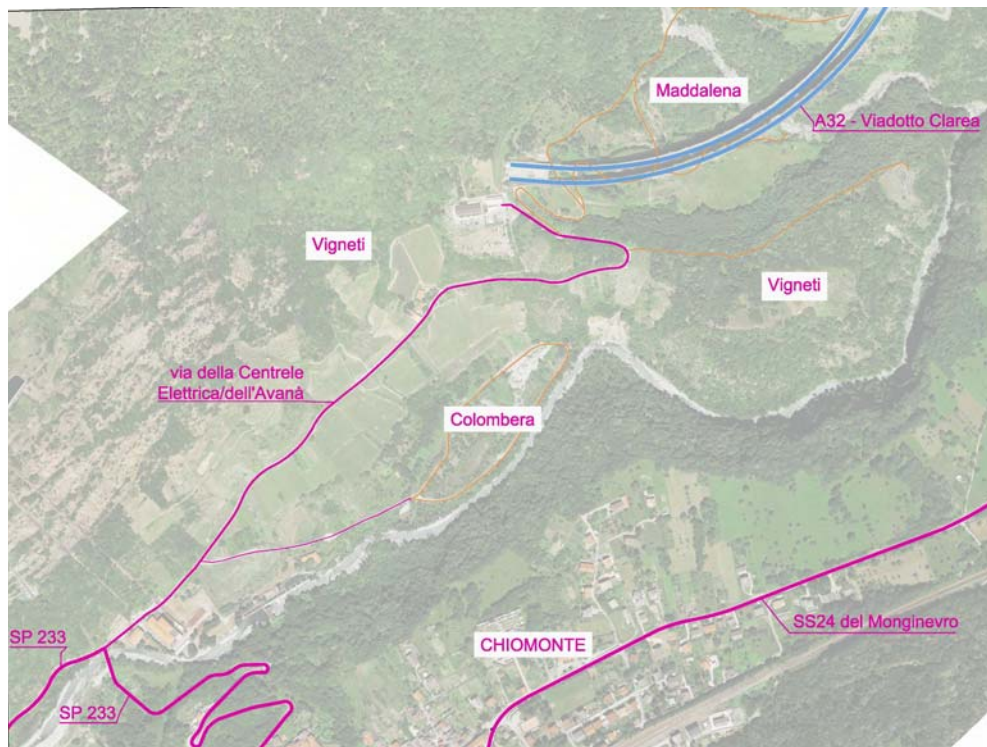 Maddalena
A32 - Viadotto Clarea
Vigneti
Vigneti
via della Centrele
Elettrica/dell'Avanà
Colombera
SS24 del Monginevro
SP 233
CHIOMONTE
SP 233